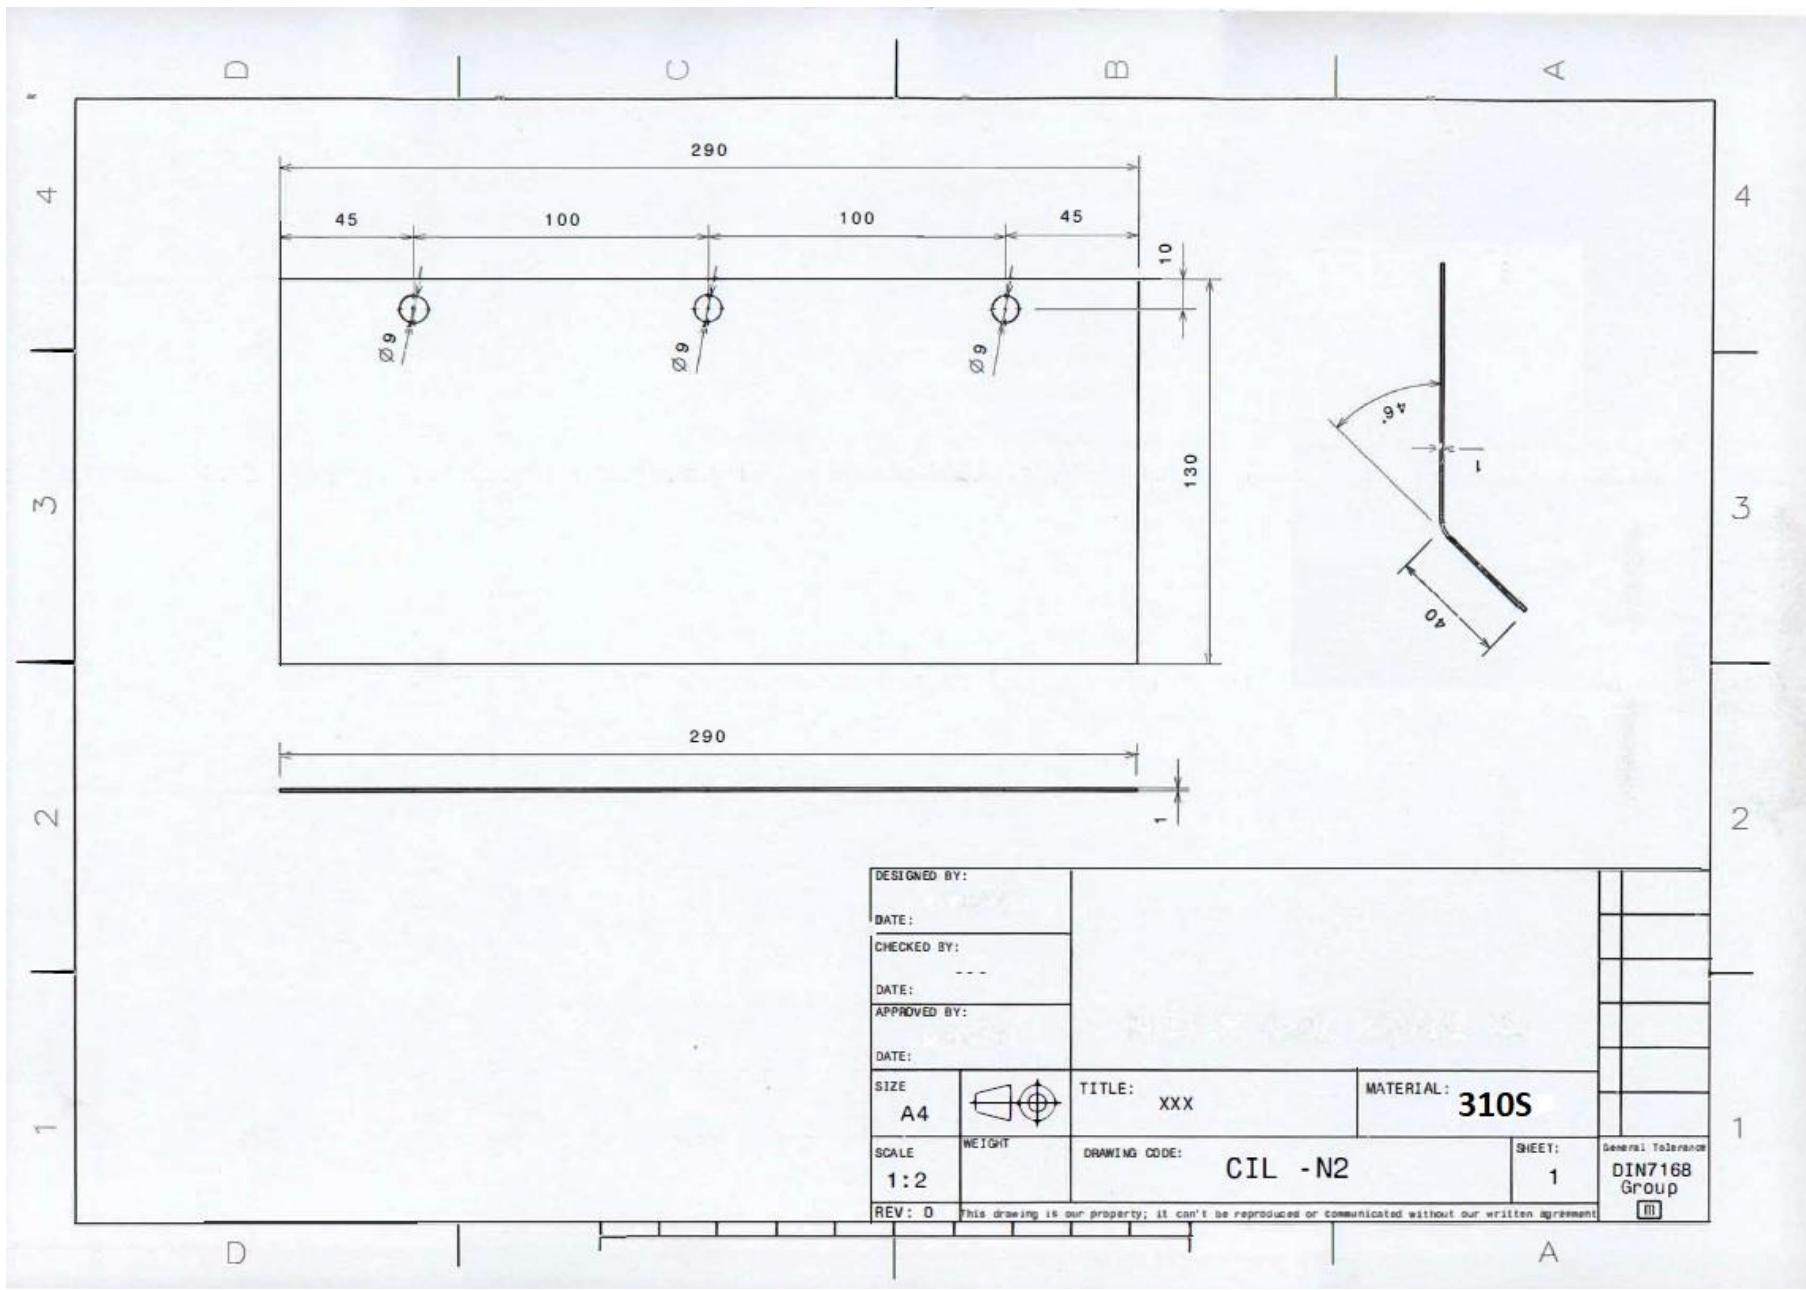 D C B A
4 4
290
45 100 100 45
10
Ø9 Ø9 Ø9
46°
1
130
3 3
40
290
1
2 2
DESIGNED BY:
DATE:
CHECKED BY:
---
DATE:
APPROVED BY:
DATE:
SIZE
A4
TITLE: XXX
MATERIAL: 310S
1 1
SCALE
1:2
WEIGHT
DRAWING CODE: CIL -N2
SHEET:
1
General Tolerance
DIN7168
Group
m
REV: 0
This drawing is our property; it can't be reproduced or communicated without our written agreement
D A